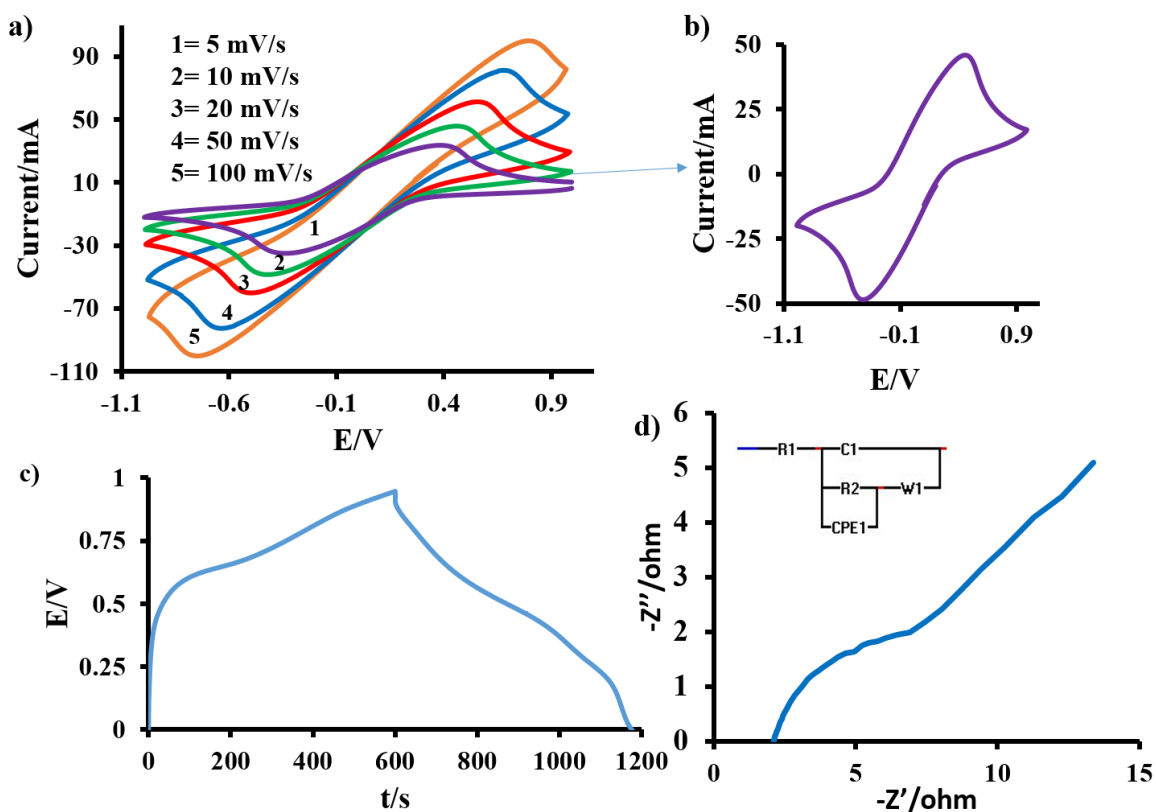 a)
1= 5 mV/s
2= 10 mV/s
3= 20 mV/s
4= 50 mV/s
5= 100 mV/s
Current/mA
90
50
10
-30
-70
-110
1
2
3
4
5
-1.1
-0.6
-0.1
0.4
0.9
E/V
b)
Current/mA
50
25
0
-25
-50
-1.1
-0.1
0.9
E/V
c)
E/V
1
0.75
0.5
0.25
0
0
200
400
600
800
1000
1200
t/s
d)
R1
C1
R2
W1
CPE1
-Z''/ohm
6
5
4
3
2
1
0
0
5
10
15
-Z'/ohm